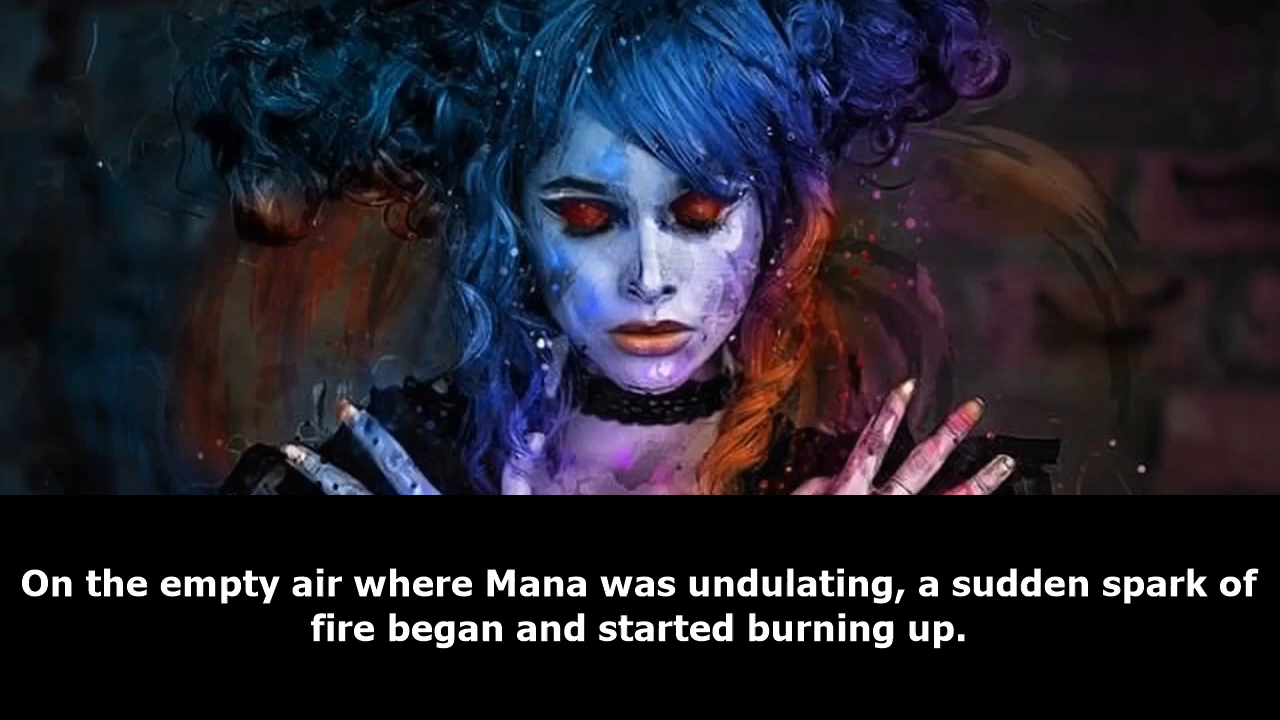 On the empty air where Mana was undulating, a sudden spark of
fire began and started burning up.